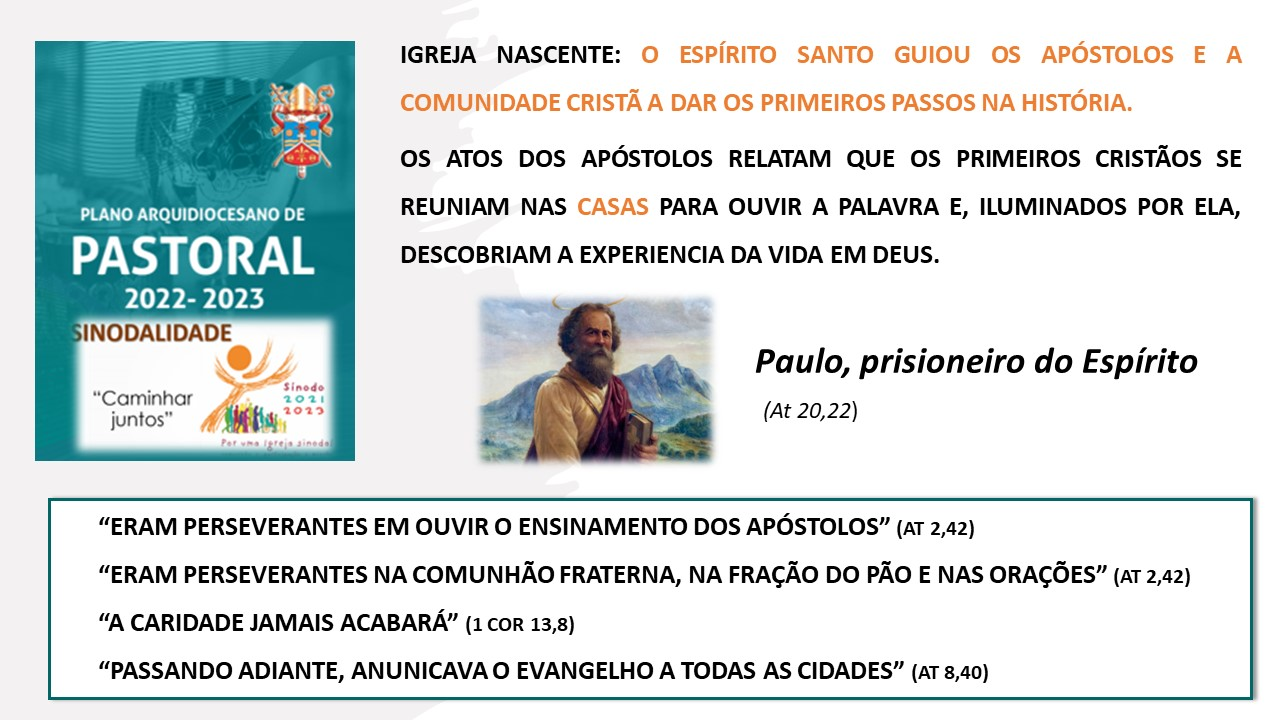 IGREJA NASCENTE: O ESPÍRITO SANTO GUIOU OS APÓSTOLOS E A
COMUNIDADE CRISTÃ A DAR OS PRIMEIROS PASSOS NA HISTÓRIA.
OS ATOS DOS APÓSTOLOS RELATAM QUE OS PRIMEIROS CRISTÃOS SE
REUNIAM NAS CASAS PARA OUVIR A PALAVRA E, ILUMINADOS POR ELA,
DESCOBRIAM A EXPERIENCIA DA VIDA EM DEUS.
PLANO ARQUIDIOCESANO DE
PASTORAL
2022- 2023
SINODALIDADE
“Caminhar
juntos”
Sínodo
2021
2023
Por uma Igreja sinodal
Paulo, prisioneiro do Espírito
(At 20,22)
“ERAM PERSEVERANTES EM OUVIR O ENSINAMENTO DOS APÓSTOLOS” (AT 2,42)
“ERAM PERSEVERANTES NA COMUNHÃO FRATERNA, NA FRAÇÃO DO PÃO E NAS ORAÇÕES” (AT 2,42)
“A CARIDADE JAMAIS ACABARÁ” (1 COR 13,8)
“PASSANDO ADIANTE, ANUNICAVA O EVANGELHO A TODAS AS CIDADES” (AT 8,40)